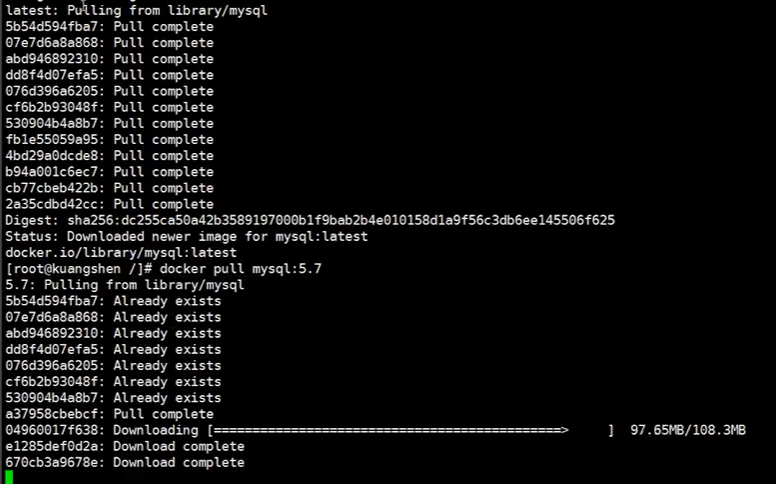 latest: Pulling from library/mysql
5b54d594fba7: Pull complete
07e7d6a8a868: Pull complete
abd946892310: Pull complete
dd8f4d07efa5: Pull complete
076d396a6205: Pull complete
cf6b2b93048f: Pull complete
530904b4a8b7: Pull complete
fb1e55059a95: Pull complete
4bd29a0dcde8: Pull complete
b94a001c6ec7: Pull complete
cb77cbeb422b: Pull complete
2a35cdbd42cc: Pull complete
Digest: sha256:dc255ca50a42b3589197000b1f9bab2b4e010158d1a9f56c3db6ee145506f625
Status: Downloaded newer image for mysql:latest
docker.io/library/mysql:latest
[root@kuangshen /]# docker pull mysql:5.7
5.7: Pulling from library/mysql
5b54d594fba7: Already exists
07e7d6a8a868: Already exists
abd946892310: Already exists
dd8f4d07efa5: Already exists
076d396a6205: Already exists
cf6b2b93048f: Already exists
530904b4a8b7: Already exists
a37958cbebcf: Pull complete
04960017f638: Downloading [=============================================>     ]  97.65MB/108.3MB
e1285def0d2a: Download complete
670cb3a9678e: Download complete